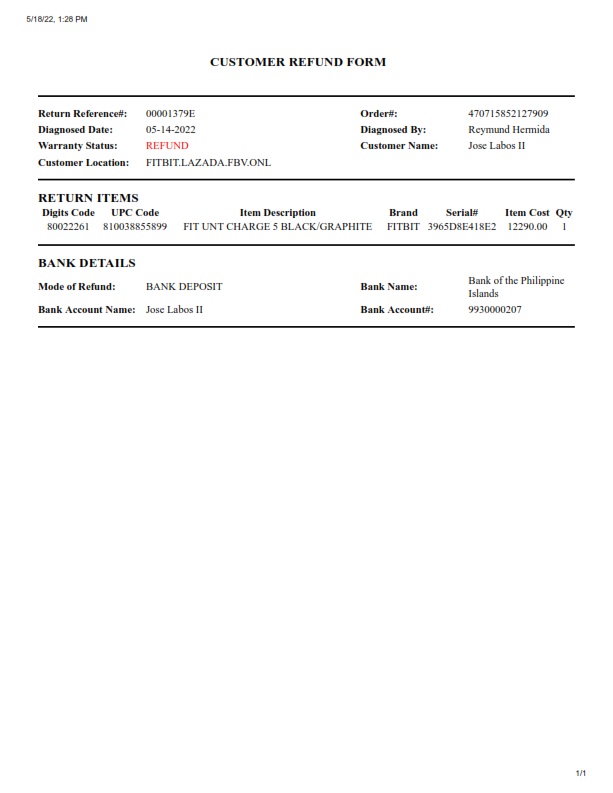 5/18/22, 1:28 PM
CUSTOMER REFUND FORM
Return Reference#: 00001379E Order#: 470715852127909
Diagnosed Date: 05-14-2022 Diagnosed By: Reymund Hermida
Warranty Status: REFUND Customer Name: Jose Labos II
Customer Location: FITBIT.LAZADA.FBV.ONL
RETURN ITEMS
Digits Code UPC Code Item Description Brand Serial# Item Cost Qty
80022261 810038855899 FIT UNT CHARGE 5 BLACK/GRAPHITE FITBIT 3965D8E418E2 12290.00 1
BANK DETAILS
Mode of Refund: BANK DEPOSIT Bank Name: Bank of the Philippine
Islands
Bank Account Name: Jose Labos II Bank Account#: 9930000207
1/1